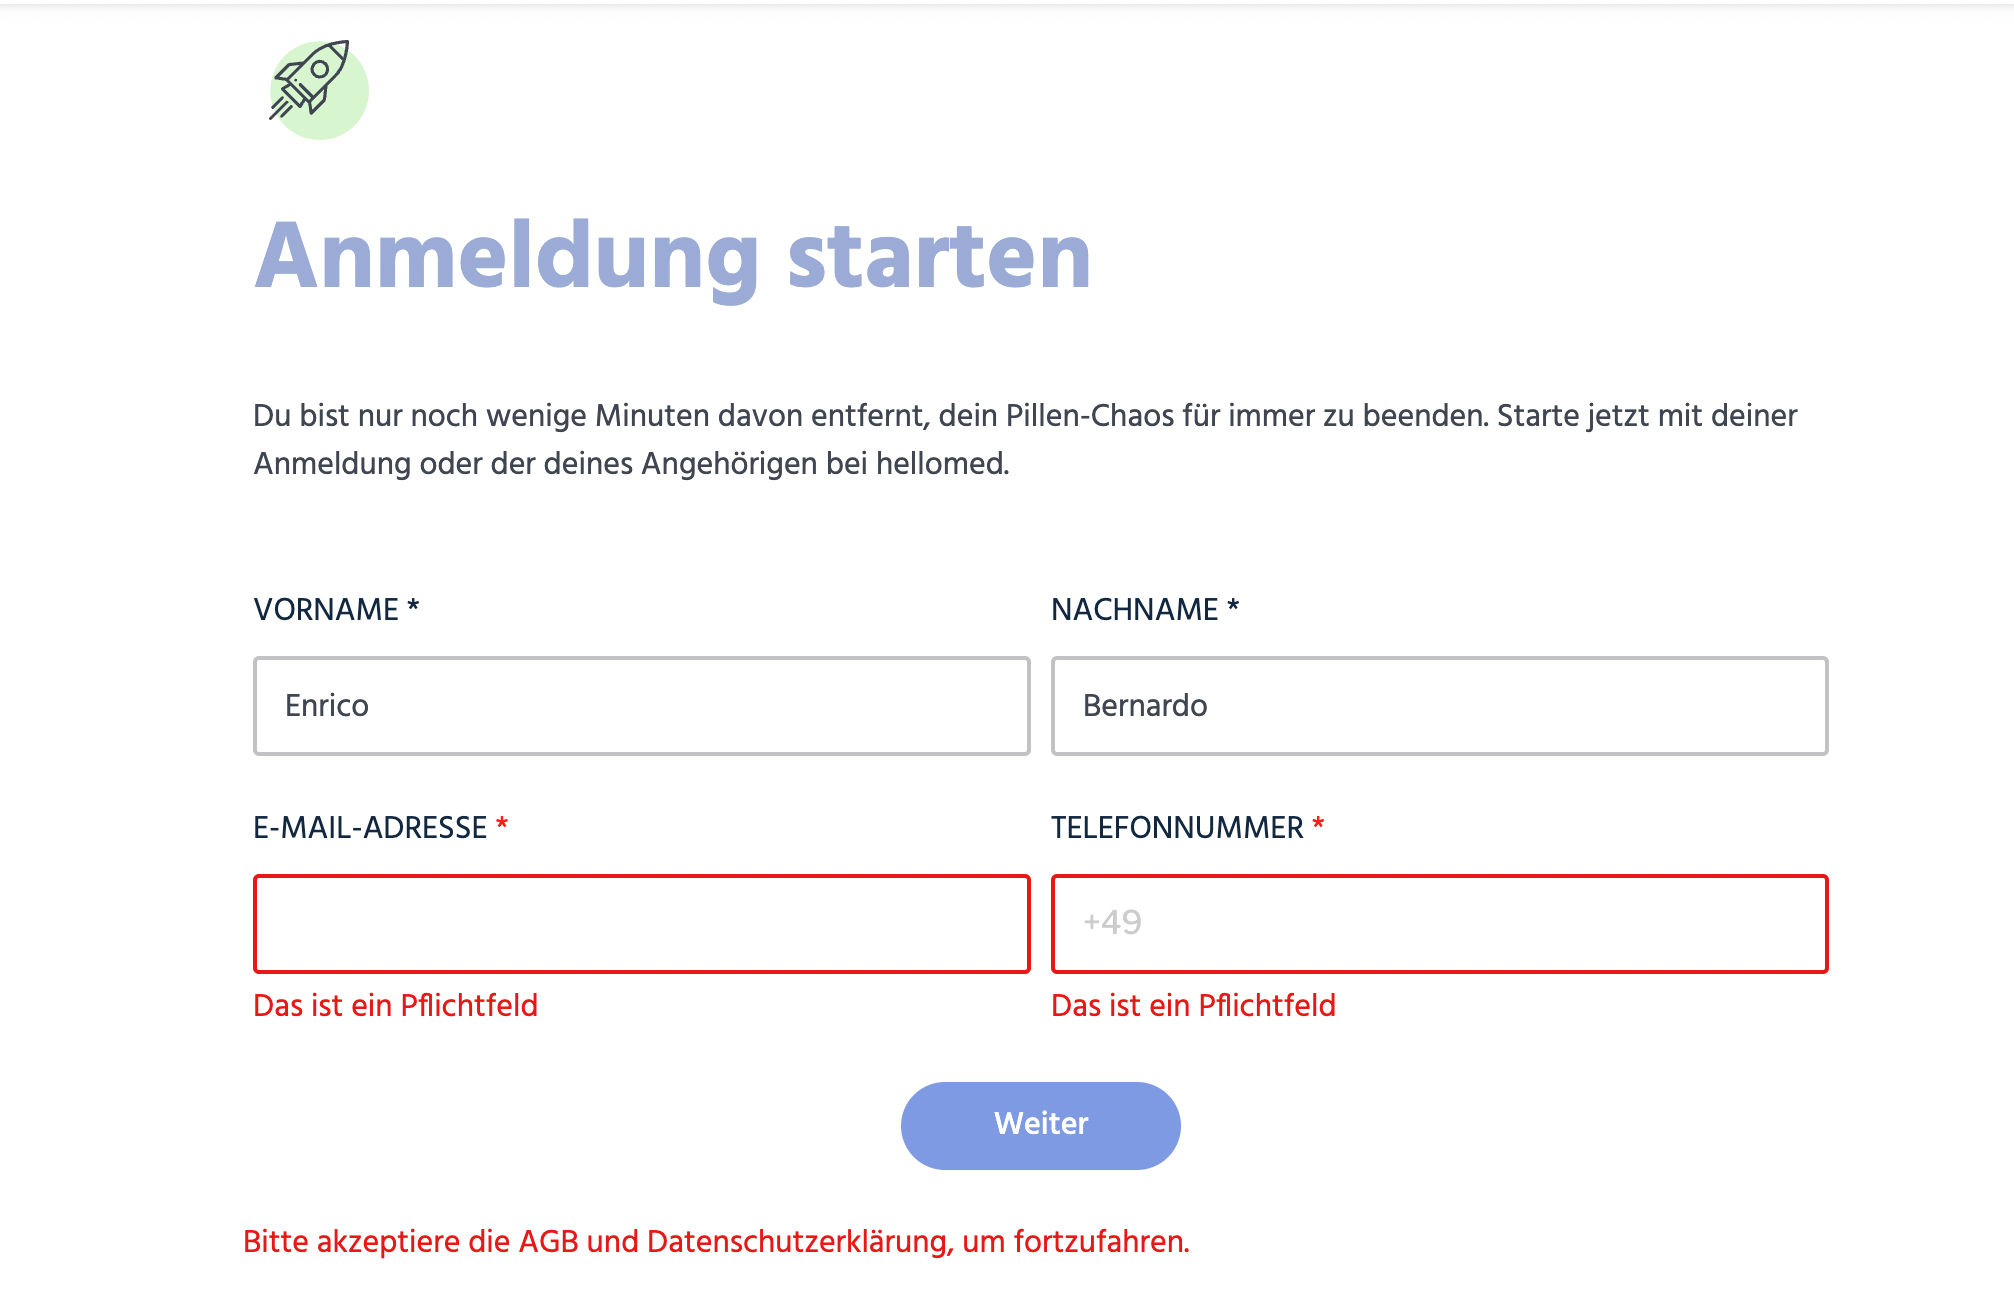 Anmeldung starten
Du bist nur noch wenige Minuten davon entfernt, dein Pillen-Chaos für immer zu beenden. Starte jetzt mit deiner
Anmeldung oder der deines Angehörigen bei hellomed.
VORNAME *
NACHNAME *
Enrico
Bernardo
E-MAIL-ADRESSE *
TELEFONNUMMER *
+49
Das ist ein Pflichtfeld
Das ist ein Pflichtfeld
Weiter
Bitte akzeptiere die AGB und Datenschutzerklärung, um fortzufahren.